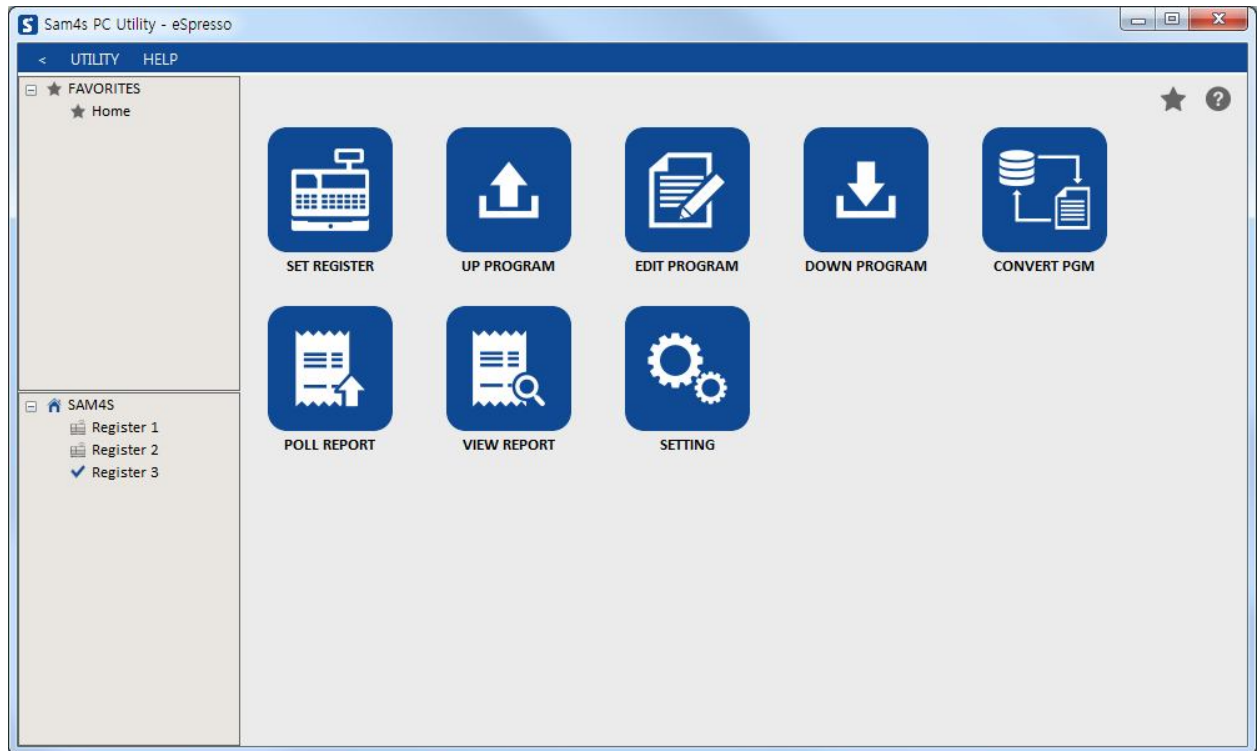 Sam4s PC Utility - eSpresso
< UTILITY HELP
FAVORITES
Home
SET REGISTER UP PROGRAM EDIT PROGRAM DOWN PROGRAM CONVERT PGM
POLL REPORT VIEW REPORT SETTING
SAM4S
Register 1
Register 2
Register 3